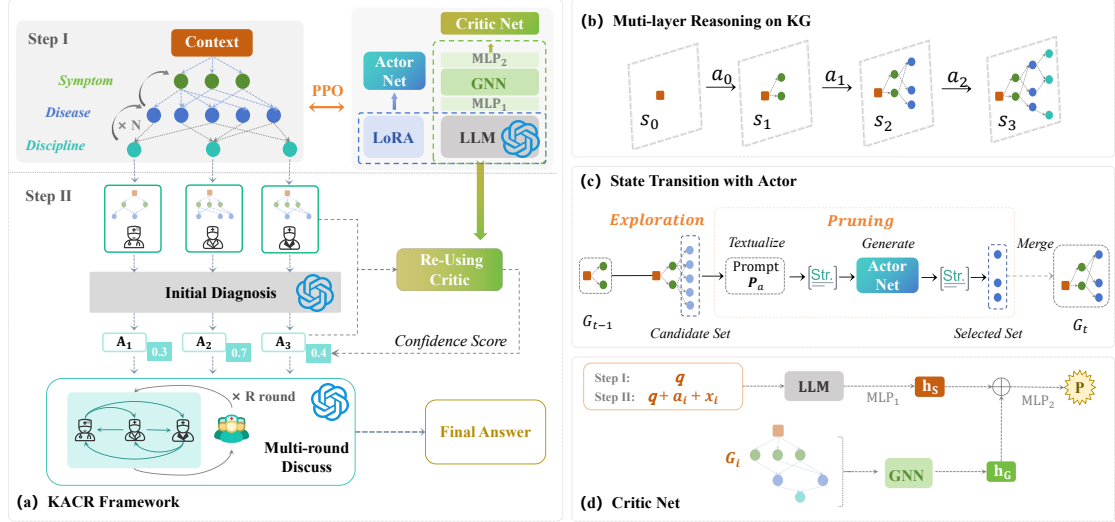 Step I
Context
Symptom
Disease
× N
Discipline
PPO
Critic Net
MLP2
GNN
MLP1
Actor
Net
LoRA
LLM
Step II
Initial Diagnosis
Re-Using
Critic
A1
0.3
A2
0.7
A3
0.4
Confidence Score
× R round
Multi-round
Discuss
Final Answer
(a) KACR Framework
(b) Muti-layer Reasoning on KG
a0
a1
a2
s0
s1
s2
s3
(c) State Transition with Actor
Exploration
Pruning
Textualize
Generate
Merge
Prompt
Pa
[Str.]
Actor
Net
[Str.]
Gt−1
Candidate Set
Selected Set
Gt
Step I: q
Step II: q+ ai + xi
LLM
MLP1
hS
MLP2
P
Gi
GNN
hG
(d) Critic Net